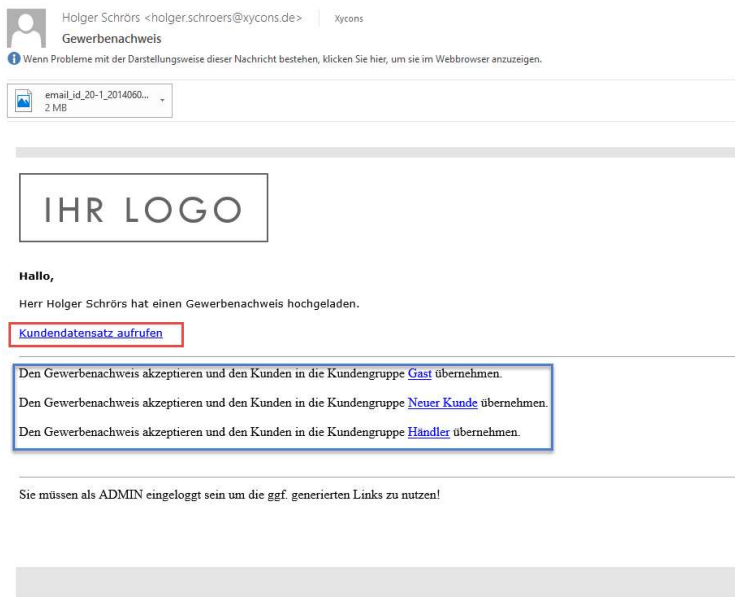 Holger Schrörs <holger.schroers@xycons.de> Xycons
Gewerbenachweis
Wenn Probleme mit der Darstellungsweise dieser Nachricht bestehen, klicken Sie hier, um sie im Webbrowser anzuzeigen.
email_id_20-1_2014060...
2 MB
IHR LOGO
Hallo,
Herr Holger Schrörs hat einen Gewerbenachweis hochgeladen.
Kundendatensatz aufrufen
Den Gewerbenachweis akzeptieren und den Kunden in die Kundengruppe Gast übernehmen.
Den Gewerbenachweis akzeptieren und den Kunden in die Kundengruppe Neuer Kunde übernehmen.
Den Gewerbenachweis akzeptieren und den Kunden in die Kundengruppe Händler übernehmen.
Sie müssen als ADMIN eingeloggt sein um die ggf. generierten Links zu nutzen!